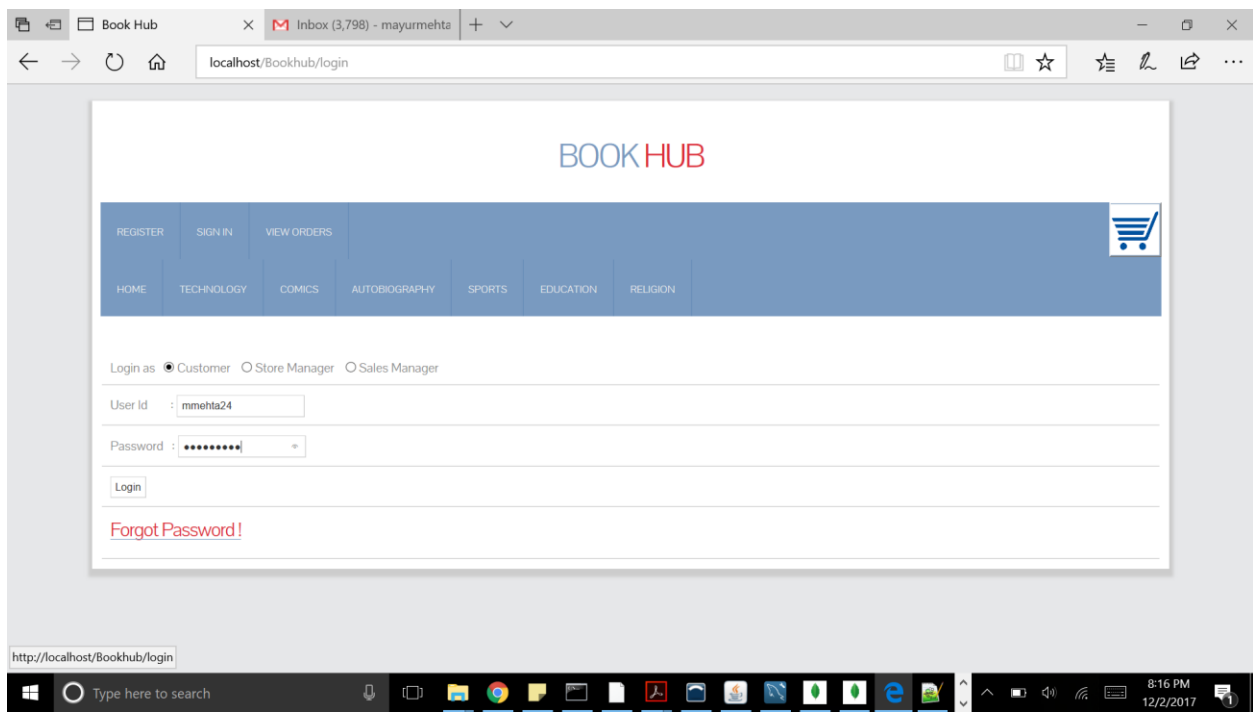 Book Hub Inbox (3,798) - mayurmehta
localhost/Bookhub/login
BOOK HUB
REGISTER SIGN IN VIEW ORDERS
HOME TECHNOLOGY COMICS AUTOBIOGRAPHY SPORTS EDUCATION RELIGION
Login as Customer Store Manager Sales Manager
User Id : mmehta24
Password : •••••••••
Login
Forgot Password !
http://localhost/Bookhub/login
Type here to search
8:16 PM
12/2/2017
1